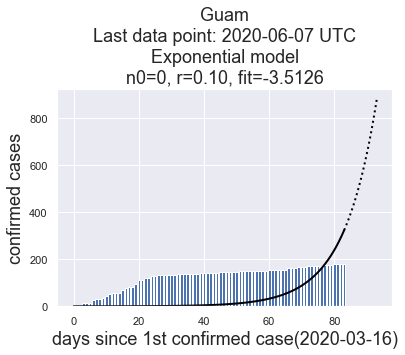 Guam
Last data point: 2020-06-07 UTC
Exponential model
n0=0, r=0.10, fit=-3.5126
800
600
400
200
0
confirmed cases
0 20 40 60 80
days since 1st confirmed case(2020-03-16)